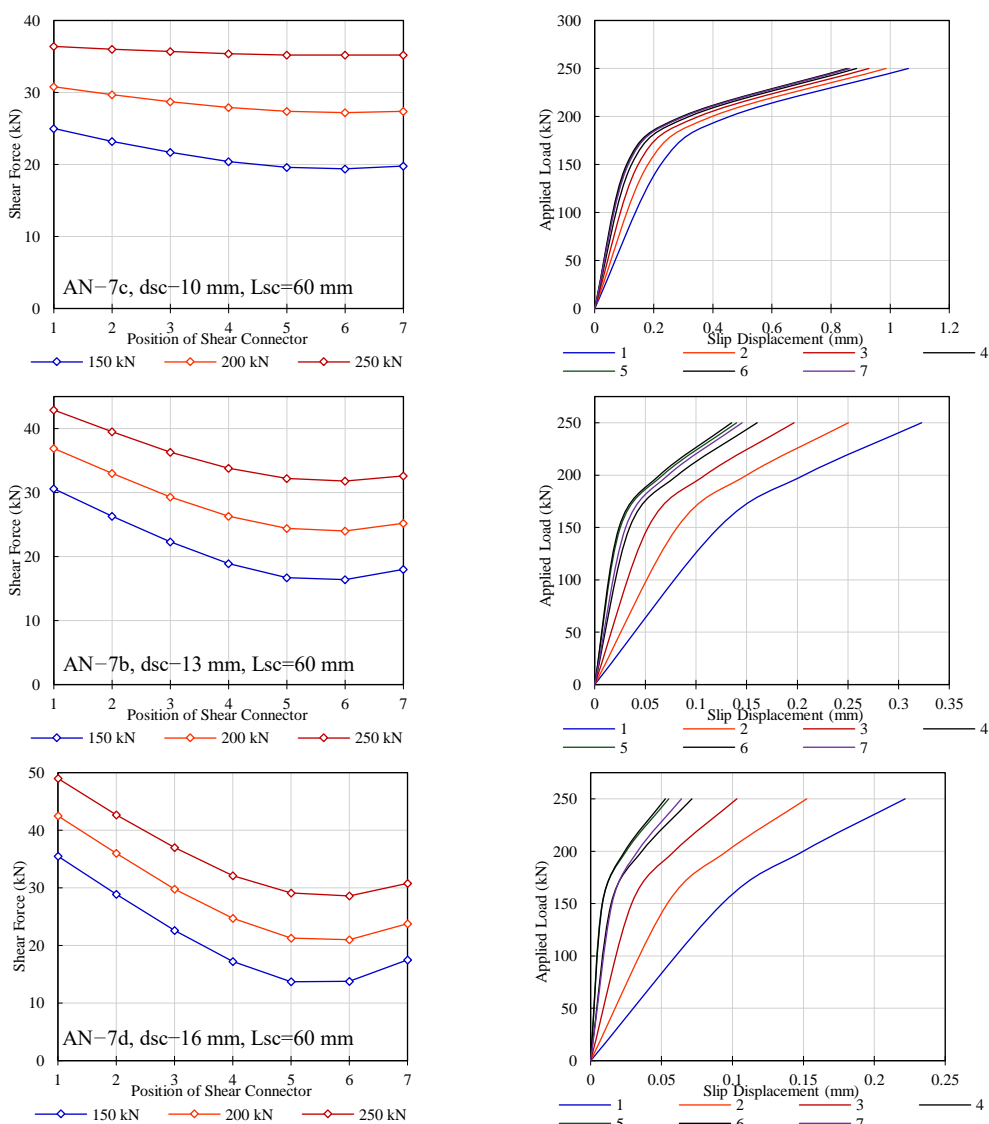 40
30
20
10
0
Shear Force (kN)
AN−7c, dsc−10 mm, Lsc=60 mm
1 2 3 4 5 6 7
Position of Shear Connector
150 kN 200 kN 250 kN
300
250
200
150
100
50
0
Applied Load (kN)
0 0.2 0.4 0.6 0.8 1 1.2
Slip Displacement (mm)
1 2 3 4
5 6 7
40
30
20
10
0
Shear Force (kN)
AN−7b, dsc−13 mm, Lsc=60 mm
1 2 3 4 5 6 7
Position of Shear Connector
150 kN 200 kN 250 kN
250
200
150
100
50
0
Applied Load (kN)
0 0.05 0.1 0.15 0.2 0.25 0.3 0.35
Slip Displacement (mm)
1 2 3 4
5 6 7
50
40
30
20
10
0
Shear Force (kN)
AN−7d, dsc−16 mm, Lsc=60 mm
1 2 3 4 5 6 7
Position of Shear Connector
150 kN 200 kN 250 kN
250
200
150
100
50
0
Applied Load (kN)
0 0.05 0.1 0.15 0.2 0.25
Slip Displacement (mm)
1 2 3 4
5 6 7